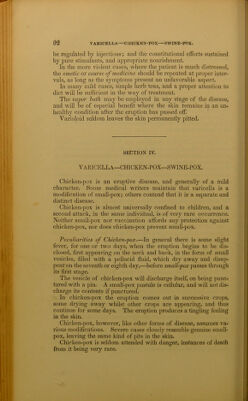 92 VARICELLA—CHICKEN-POX—SWINE-POX.
be regulated by injections; and the constitutional efforts sustained
by pure stimulants, and appropriate nourishment.
In the more violent cases, where the patient is much distressed,
the emetic or course of medicine should be repeated at proper inter-
vals, as long as the symptoms present an unfavorable aspect.
In many mild cases, simple herb teas, and a proper attention to
diet will be sufficient in the way of treatment.
The vapor bath may be employed in any stage of the disease,
and will be of especial benefit where the skin remains in an un-
healthy condition after the eruption has passed off.
Varioloid seldom leaves the skin permanently pitted.
SECTION IV.
VARICELLA—CHICKEN-POX—SWINE-POX.
Chicken-pox is an eruptive disease, and generally of a mild
character. Some medical writers maintain that varicella is a
modification of small-pox; others contend that it is a separate and
distinct disease.
Chicken-pox is almost universally confined to children, and a
second attack, in the same individual, is of very rare occurrence.
Neither small-pox nor vaccination affords any protection against
chicken-pox, nor does chicken-pox prevent small-pox.
Peculiarities of Chicken-pox.—In general there is some slight
fever, for one or two days, when the eruption begins to be dis-
closed, first appearing on the neck and back, in the form of small
vesicles, filled with a pellucid fluid, which dry away and disap-
pear on the seventh or eighth day,—before small-pox passes through
its first stage.
The vesicle of chicken-pox will discharge itself, on being punc-
tured with a pin. A small-pox pustule is cellular, and will not dis-
charge its contents if punctured.
In chicken-pox the eruption comes out in successive crops,
some drying away whilst other crops are appearing, and thus
continue for some days. The eruption produces a tingling feeling
in the skin.
Chicken-pox, however, like other forms of disease, assumes va-
rious modifications. Severe cases closely resemble genuine small-
pox, leaving the same kind of pits in the skin.
Chicken-pox is seldom attended with danger, instances of death
from it being very rare.